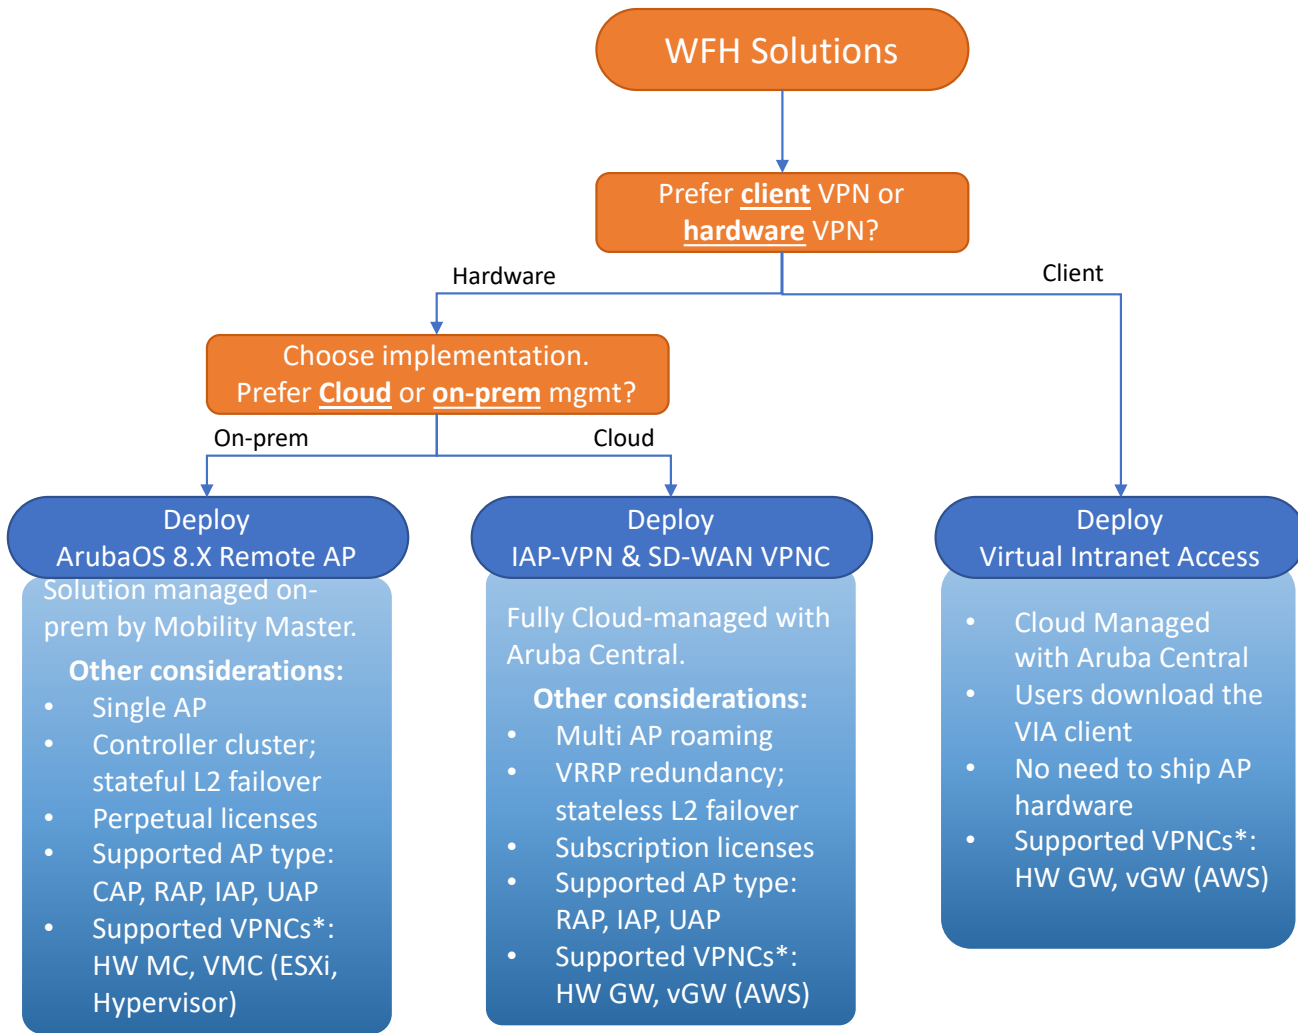 WFH Solutions
Prefer client VPN or
hardware VPN?
Hardware
Client
Choose implementation.
Prefer Cloud or on-prem mgmt?
On-prem
Cloud
Deploy
ArubaOS 8.X Remote AP
Solution managed on-
prem by Mobility Master.
Other considerations:
• Single AP
• Controller cluster;
stateful L2 failover
• Perpetual licenses
• Supported AP type:
CAP, RAP, IAP, UAP
• Supported VPNCs*:
HW MC, VMC (ESXi,
Hypervisor)
Deploy
IAP-VPN & SD-WAN VPNC
Fully Cloud-managed with
Aruba Central.
Other considerations:
• Multi AP roaming
• VRRP redundancy;
stateless L2 failover
• Subscription licenses
• Supported AP type:
RAP, IAP, UAP
• Supported VPNCs*:
HW GW, vGW (AWS)
Deploy
Virtual Intranet Access
• Cloud Managed
with Aruba Central
• Users download the
VIA client
• No need to ship AP
hardware
• Supported VPNCs*:
HW GW, vGW (AWS)